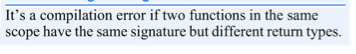 It's a compilation error if two functions in the same
scope have the same signature but different return types.